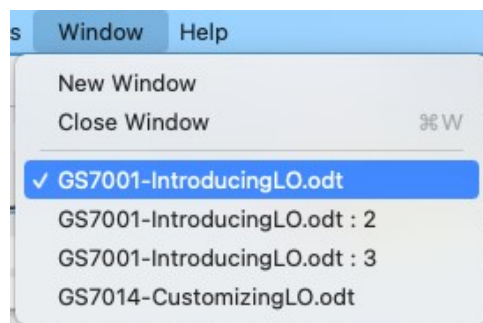 s Window Help
New Window
Close Window ⌘W
✓ GS7001-IntroducingLO.odt
GS7001-IntroducingLO.odt : 2
GS7001-IntroducingLO.odt : 3
GS7014-CustomizingLO.odt